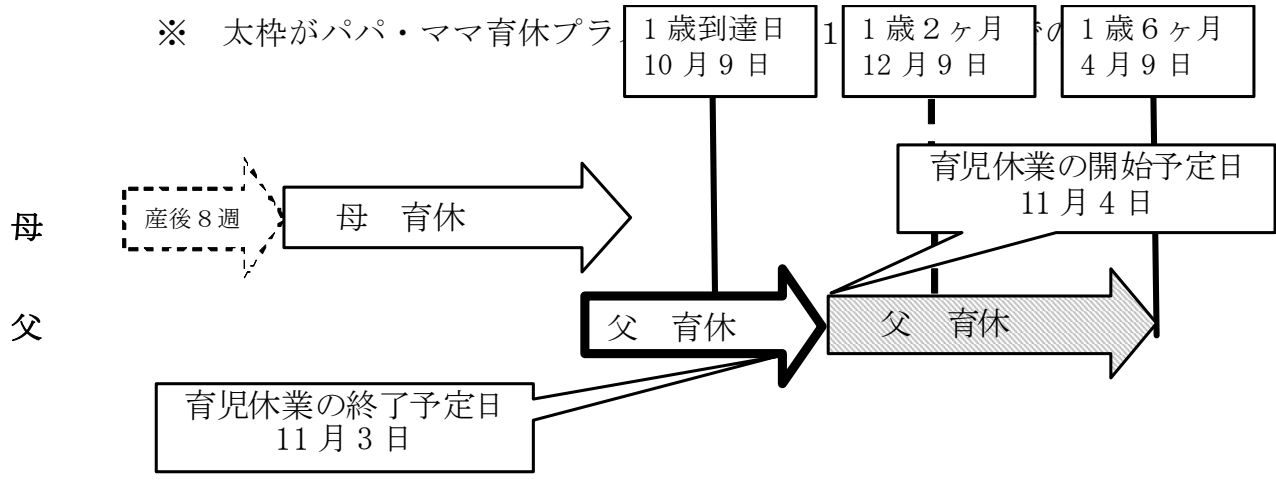 ※ 太枠がパパ・ママ育休プラ
1
での
1歳到達日
10月9日
1歳2ヶ月
12月9日
1歳6ヶ月
4月9日
育児休業の開始予定日
11月4日
母
産後8週
母 育休
父
父 育休
父 育休
育児休業の終了予定日
11月3日